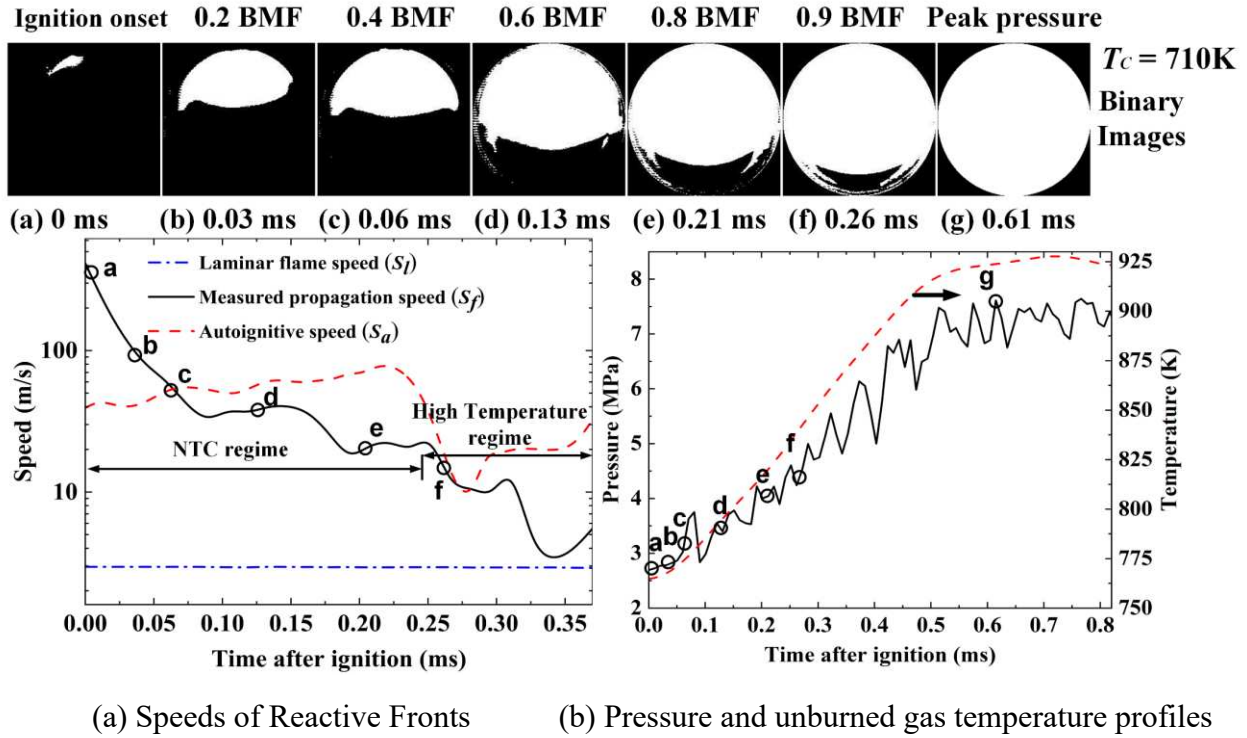 Ignition onset 0.2 BMF 0.4 BMF 0.6 BMF 0.8 BMF 0.9 BMF Peak pressure
T_C = 710K
Binary
Images
(a) 0 ms (b) 0.03 ms (c) 0.06 ms (d) 0.13 ms (e) 0.21 ms (f) 0.26 ms (g) 0.61 ms
Speed (m/s)
100
10
Laminar flame speed (S_l)
Measured propagation speed (S_f)
Autoignitive speed (S_a)
a
b
c
d
e
f
NTC regime
High Temperature
regime
0.00 0.05 0.10 0.15 0.20 0.25 0.30 0.35
Time after ignition (ms)
Pressure (MPa)
8
7
6
5
4
3
2
a
b
c
d
e
f
g
925
900
875
850
825
800
775
750
Temperature (K)
0.0 0.1 0.2 0.3 0.4 0.5 0.6 0.7 0.8
Time after ignition (ms)
(a) Speeds of Reactive Fronts (b) Pressure and unburned gas temperature profiles